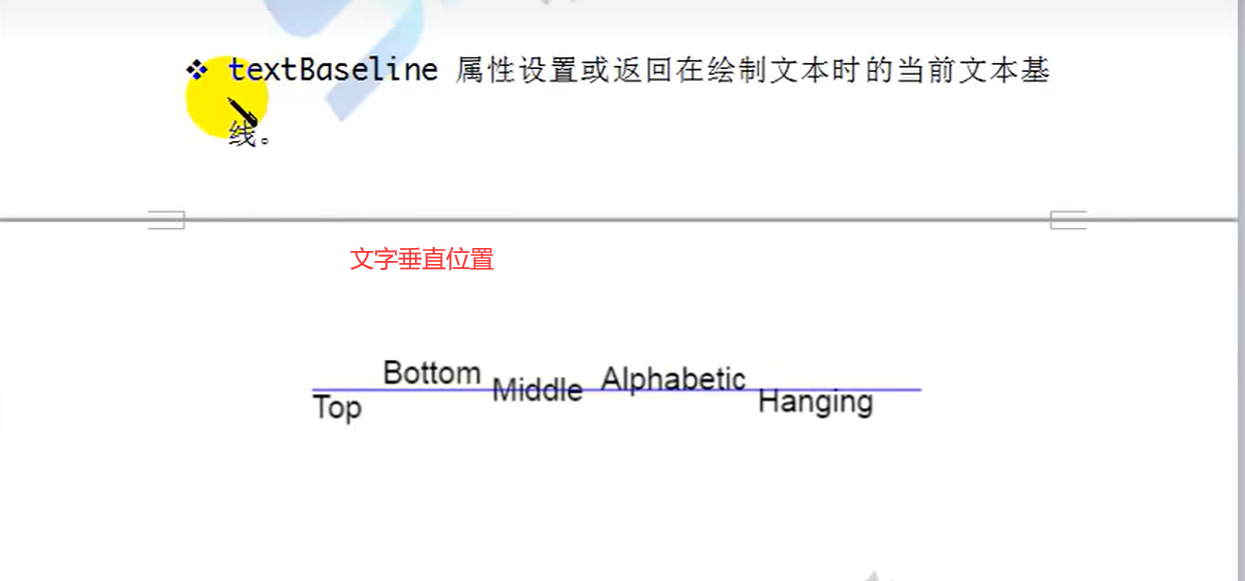 ❖ textBaseline 属性设置或返回在绘制文本时的当前文本基
线。
文字垂直位置
Bottom Middle Alphabetic
Top Hanging